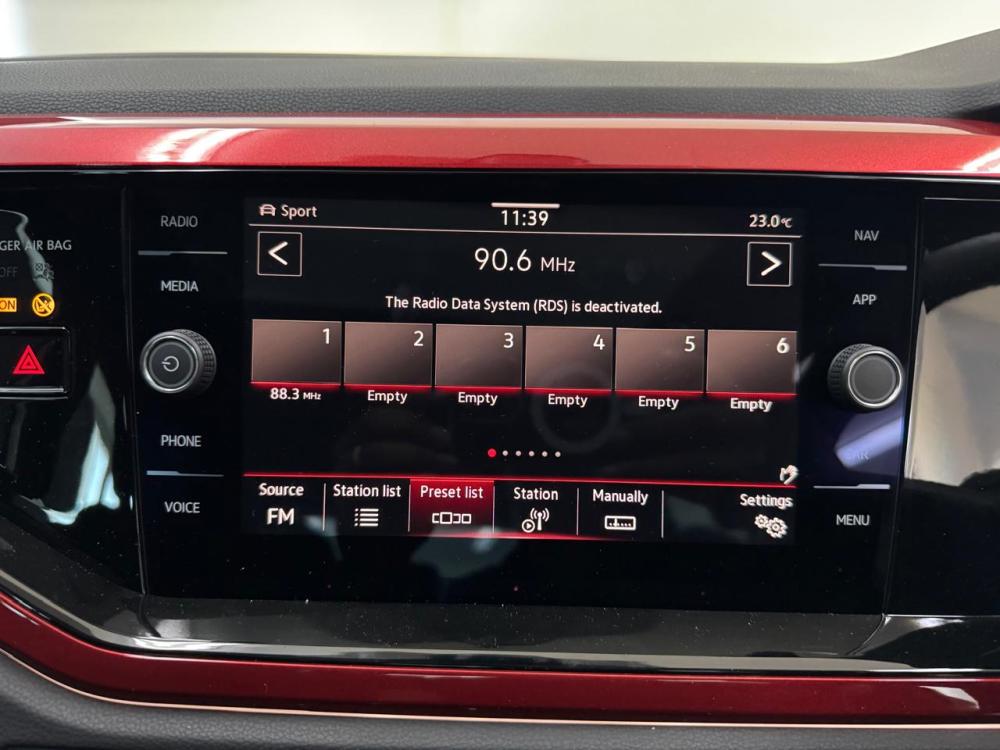 GER AIR BAG
OFF
ON
RADIO
MEDIA
PHONE
VOICE
Sport
11:39
23.0°C
90.6 MHz
The Radio Data System (RDS) is deactivated.
1 2 3 4 5 6
88.3 MHz Empty Empty Empty Empty Empty
Source Station list Preset list Station Manually Settings
FM
NAV
APP
CAR
MENU